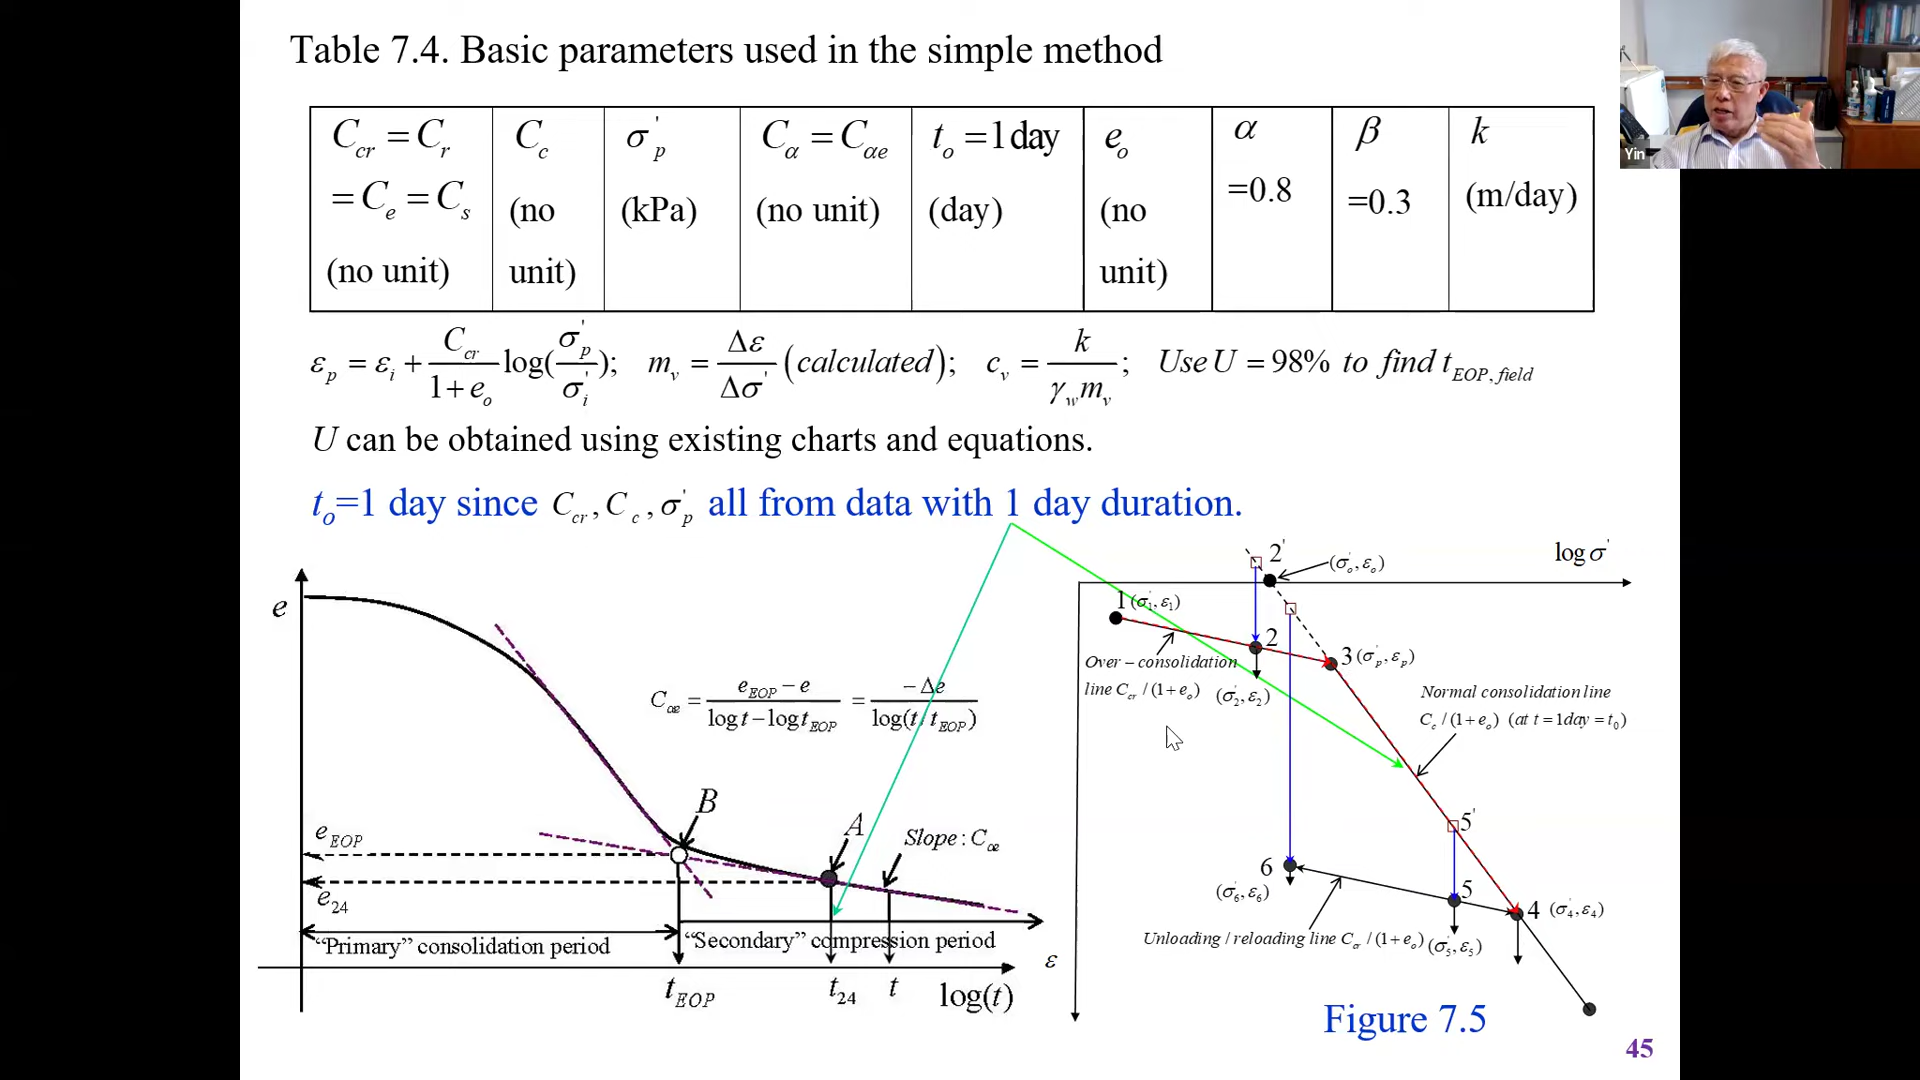 Table 7.4. Basic parameters used in the simple method
Yin
C_cr = C_r = C_e = C_s (no unit)
C_c (no unit)
σ'_p (kPa)
C_α = C_αe (no unit)
t_o = 1day (day)
e_o (no unit)
α =0.8
β =0.3
k (m/day)
ε_p = ε_i + C_cr / (1+e_o) log(σ'_p / σ'_i); m_v = Δε / Δσ' (calculated); c_v = k / (γ_w m_v); Use U = 98% to find t_EOP, field
U can be obtained using existing charts and equations.
t_o=1 day since C_cr, C_c, σ'_p all from data with 1 day duration.
e
C_αe = (e_EOP − e) / (log t − log t_EOP) = −Δe / log(t / t_EOP)
B
A
Slope: C_αe
e_EOP
e_24
"Primary" consolidation period
"Secondary" compression period
t_EOP
t_24
t
log(t)
log σ'
2'
(σ'_o, ε_o)
1 (σ'_1, ε_1)
2
3 (σ'_p, ε_p)
Over – consolidation
line C_cr / (1+e_o)
(σ'_2, ε_2)
Normal consolidation line
C_c / (1+e_o) (at t = 1day = t_0)
5'
6
(σ'_6, ε_6)
5
4 (σ'_4, ε_4)
Unloading / reloading line C_cr / (1+e_o)
(σ'_5, ε_5)
ε
Figure 7.5
45